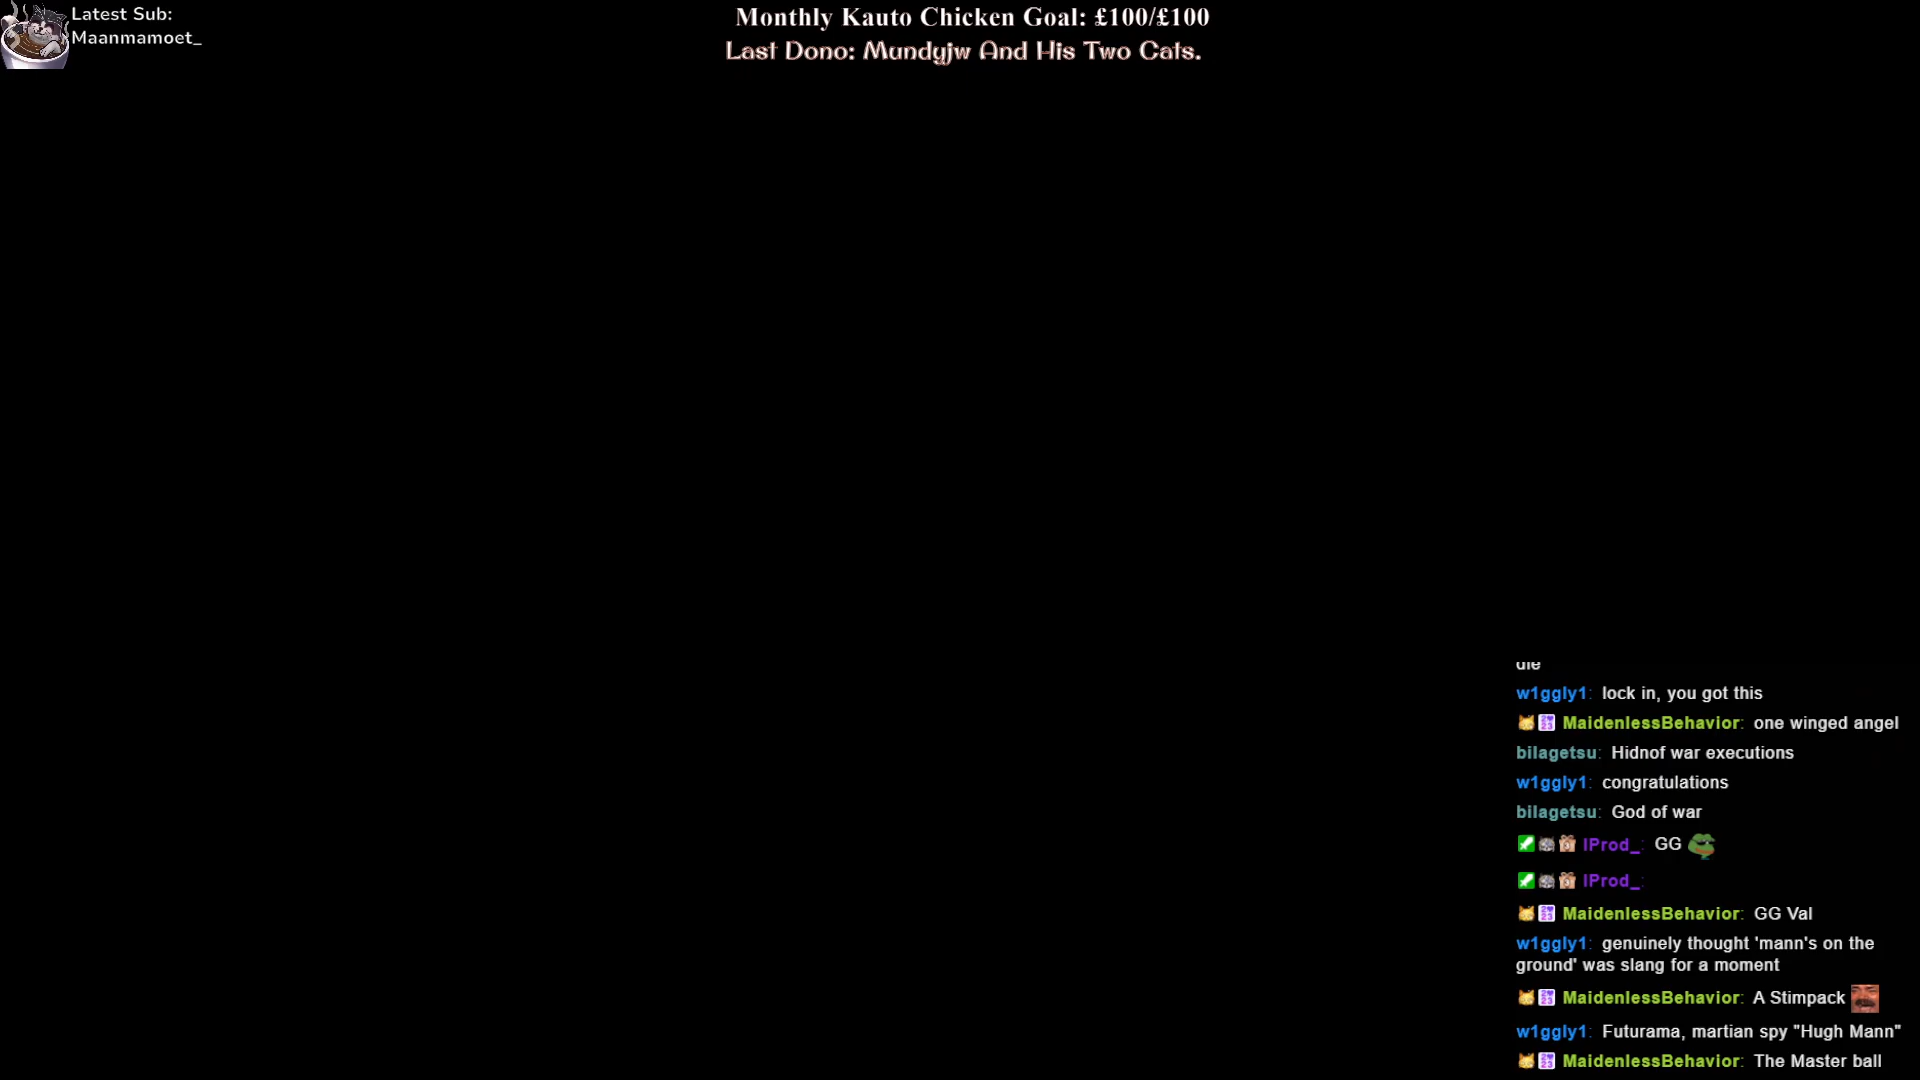 Latest Sub:
Maanmamoet_
Monthly Kauto Chicken Goal: £100/£100
Last Dono: Mundyjw And His Two Cats.
die
w1ggly1: lock in, you got this
MaidenlessBehavior: one winged angel
bilagetsu: Hidnof war executions
w1ggly1: congratulations
bilagetsu: God of war
IProd_: GG
IProd_:
MaidenlessBehavior: GG Val
w1ggly1: genuinely thought 'mann's on the
ground' was slang for a moment
MaidenlessBehavior: A Stimpack
w1ggly1: Futurama, martian spy "Hugh Mann"
MaidenlessBehavior: The Master ball